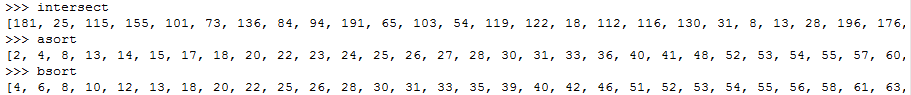 >>> intersect
[181, 25, 115, 155, 101, 73, 136, 84, 94, 191, 65, 103, 54, 119, 122, 18, 112, 116, 130, 31, 8, 13, 28, 196, 176,
>>> asort
[2, 4, 8, 13, 14, 15, 17, 18, 20, 22, 23, 24, 25, 26, 27, 28, 30, 31, 33, 36, 40, 41, 48, 52, 53, 54, 55, 57, 60,
>>> bsort
[4, 6, 8, 10, 12, 13, 18, 20, 22, 25, 26, 28, 30, 31, 33, 35, 39, 40, 42, 46, 51, 52, 53, 54, 55, 56, 58, 61, 63,